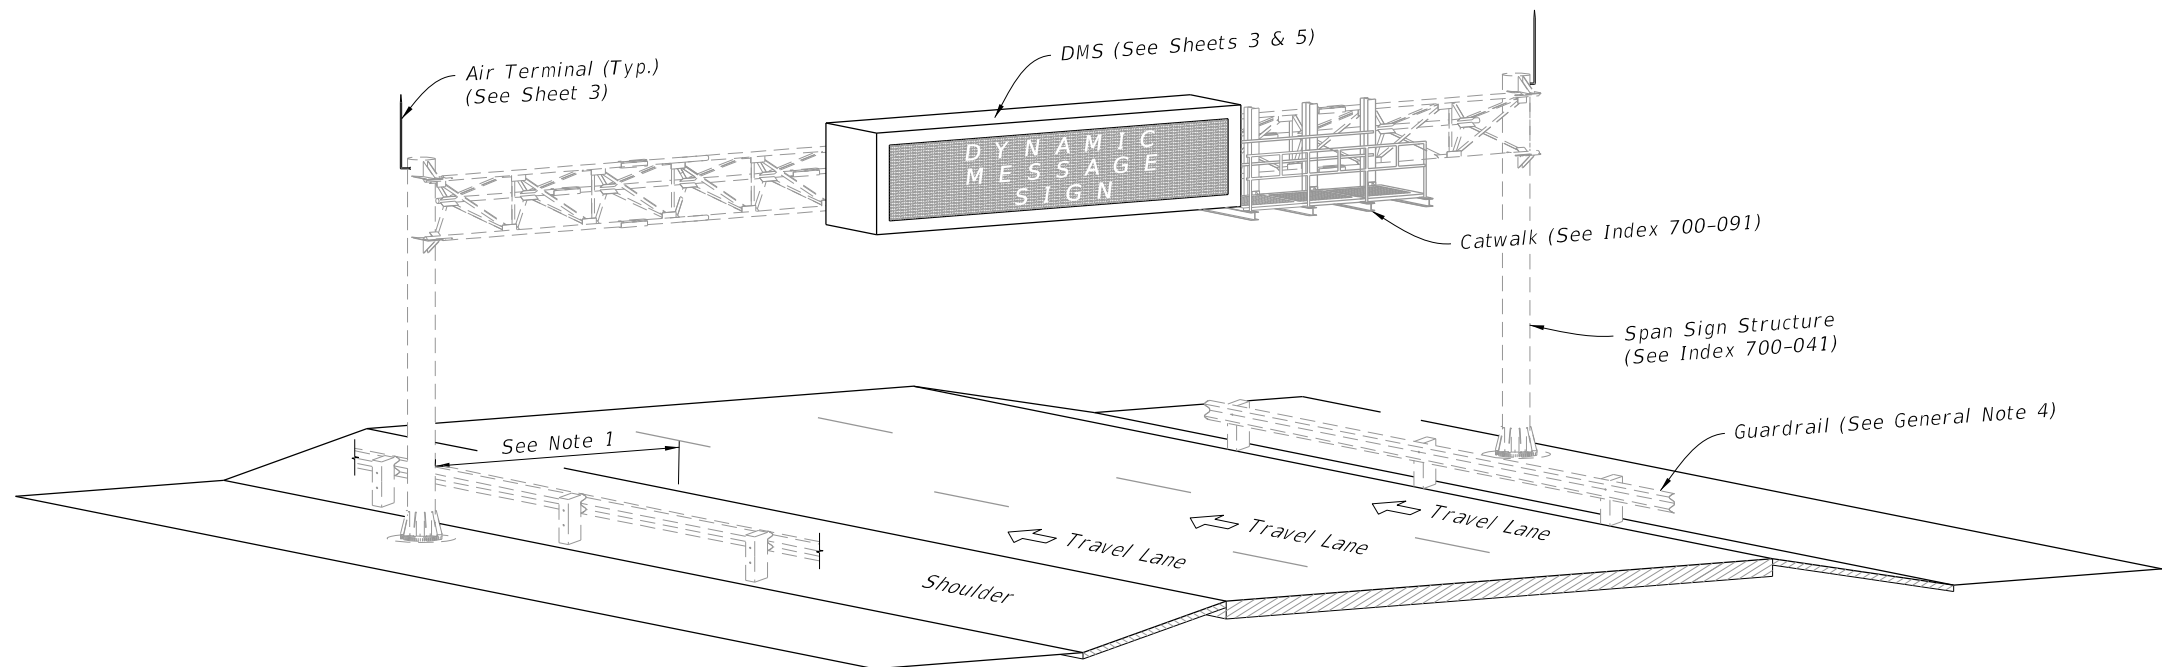 DMS (See Sheets 3 & 5)
Air Terminal (Typ.)
(See Sheet 3)
DYNAMIC
MESSAGE
SIGN
Catwalk (See Index 700-091)
Span Sign Structure
(See Index 700-041)
Guardrail (See General Note 4)
See Note 1
Travel Lane
Travel Lane
Travel Lane
Shoulder